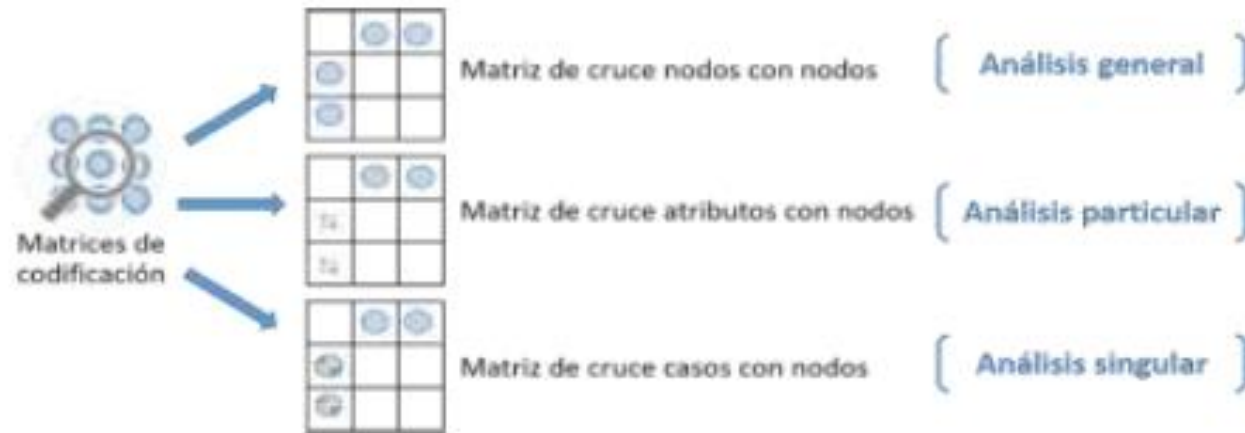 Matriz de cruce nodos con nodos
Análisis general
Matrices de
codificación
Matriz de cruce atributos con nodos
Análisis particular
Matriz de cruce casos con nodos
Análisis singular